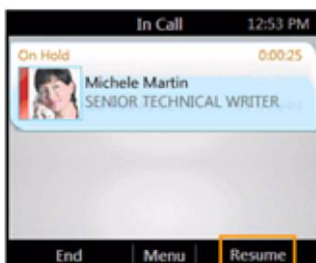 In Call 12:53 PM
On Hold 0:00:25
Michele Martin
SENIOR TECHNICAL WRITER
End Menu Resume